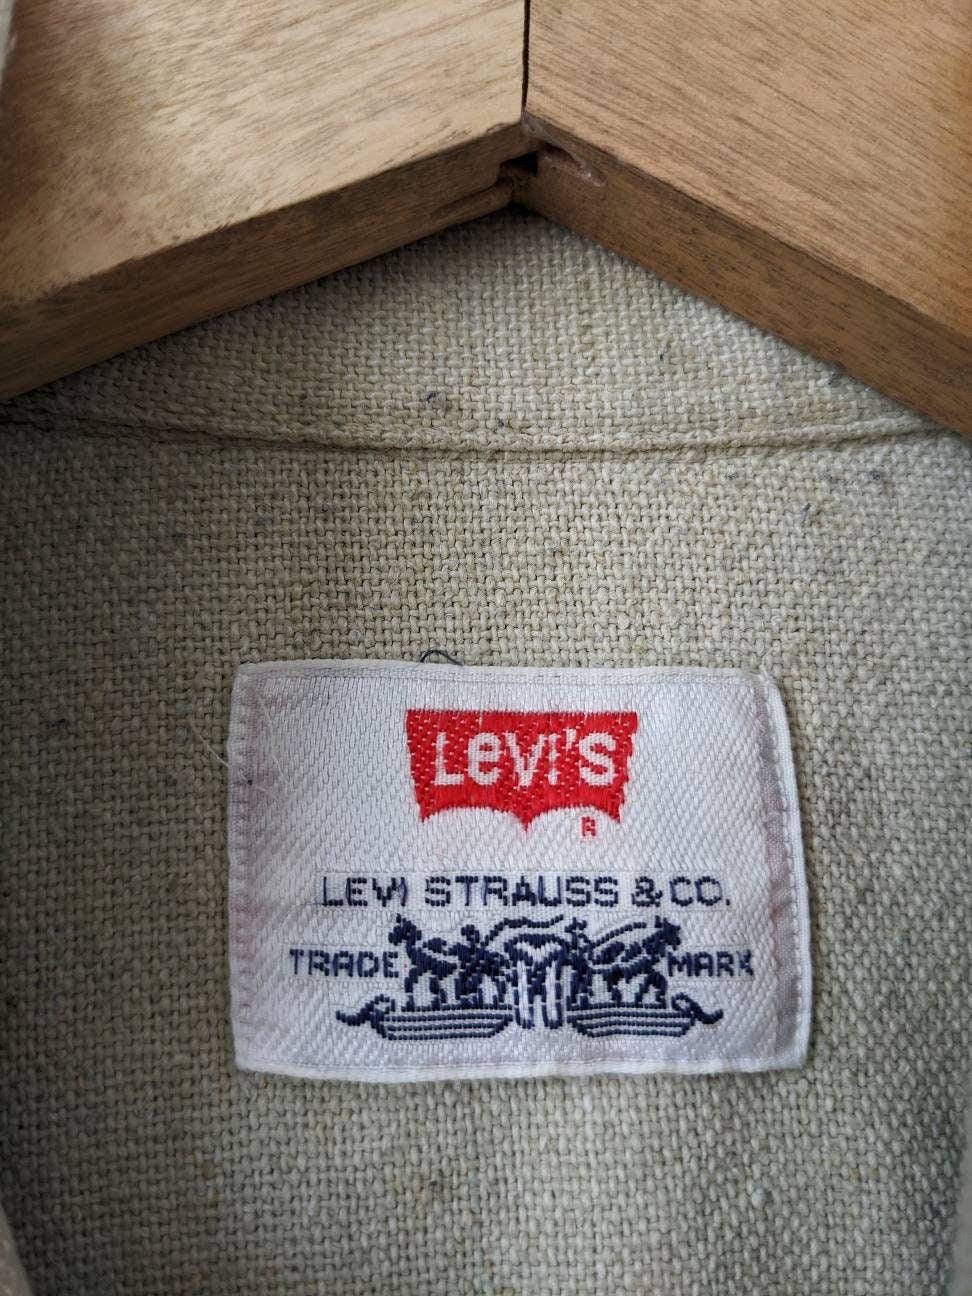 Levi's
R
LEVI STRAUSS & CO.
TRADE MARK